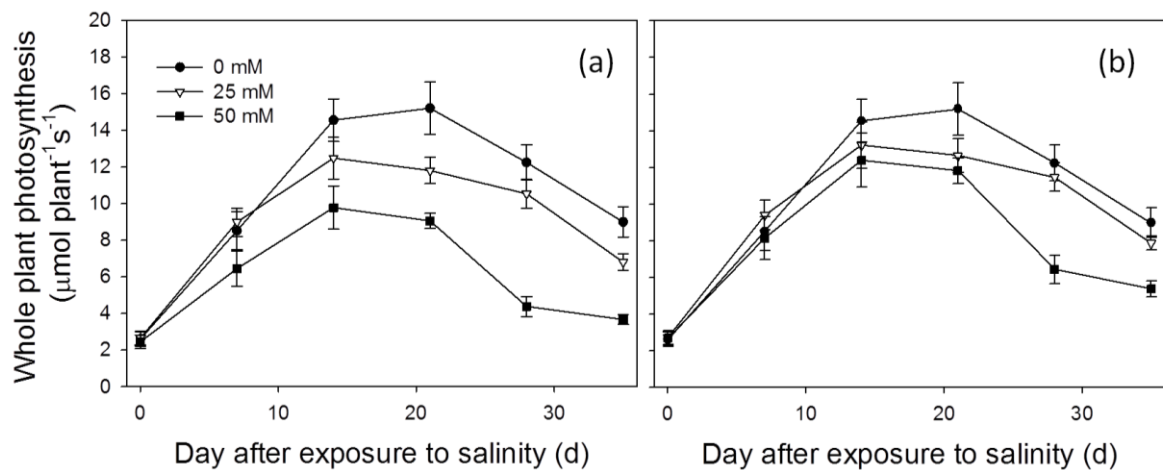 Whole plant photosynthesis
(μmol plant⁻¹s⁻¹)
20
18
16
14
12
10
8
6
4
2
0
0 mM
25 mM
50 mM
(a)
(b)
0 10 20 30
0 10 20 30
Day after exposure to salinity (d)
Day after exposure to salinity (d)